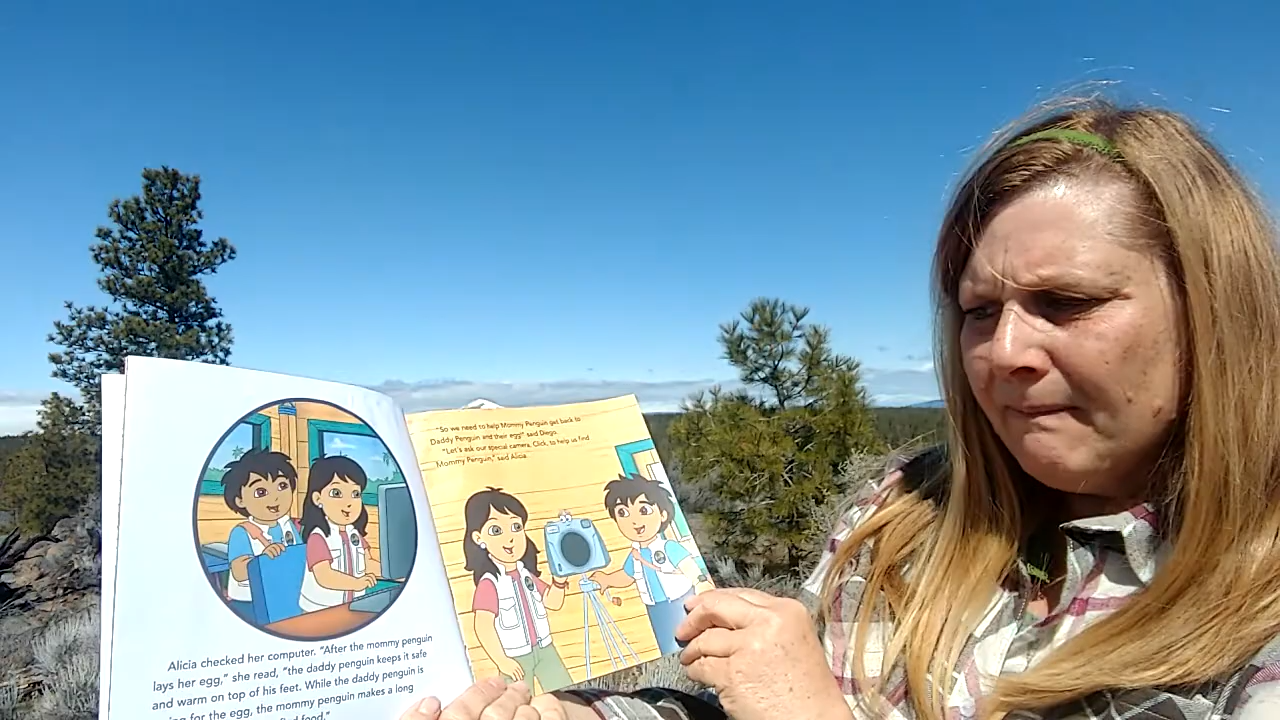 Alicia checked her computer. "After the mommy penguin
lays her egg," she read, "the daddy penguin keeps it safe
and warm on top of his feet. While the daddy penguin is
for the egg, the mommy penguin makes a long
food."
"So we need to help Mommy Penguin get back to
Daddy Penguin and their egg!" said Diego.
"Let's ask our special camera, Click, to help us find
Mommy Penguin," said Alicia.